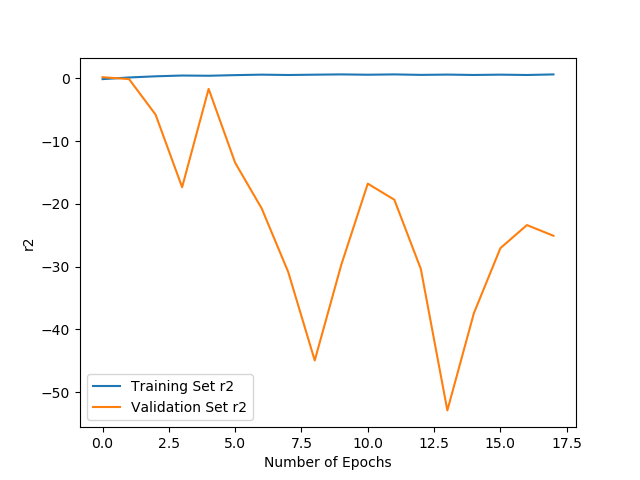 0
−10
−20
−30
−40
−50
r2
Training Set r2
Validation Set r2
0.0 2.5 5.0 7.5 10.0 12.5 15.0 17.5
Number of Epochs